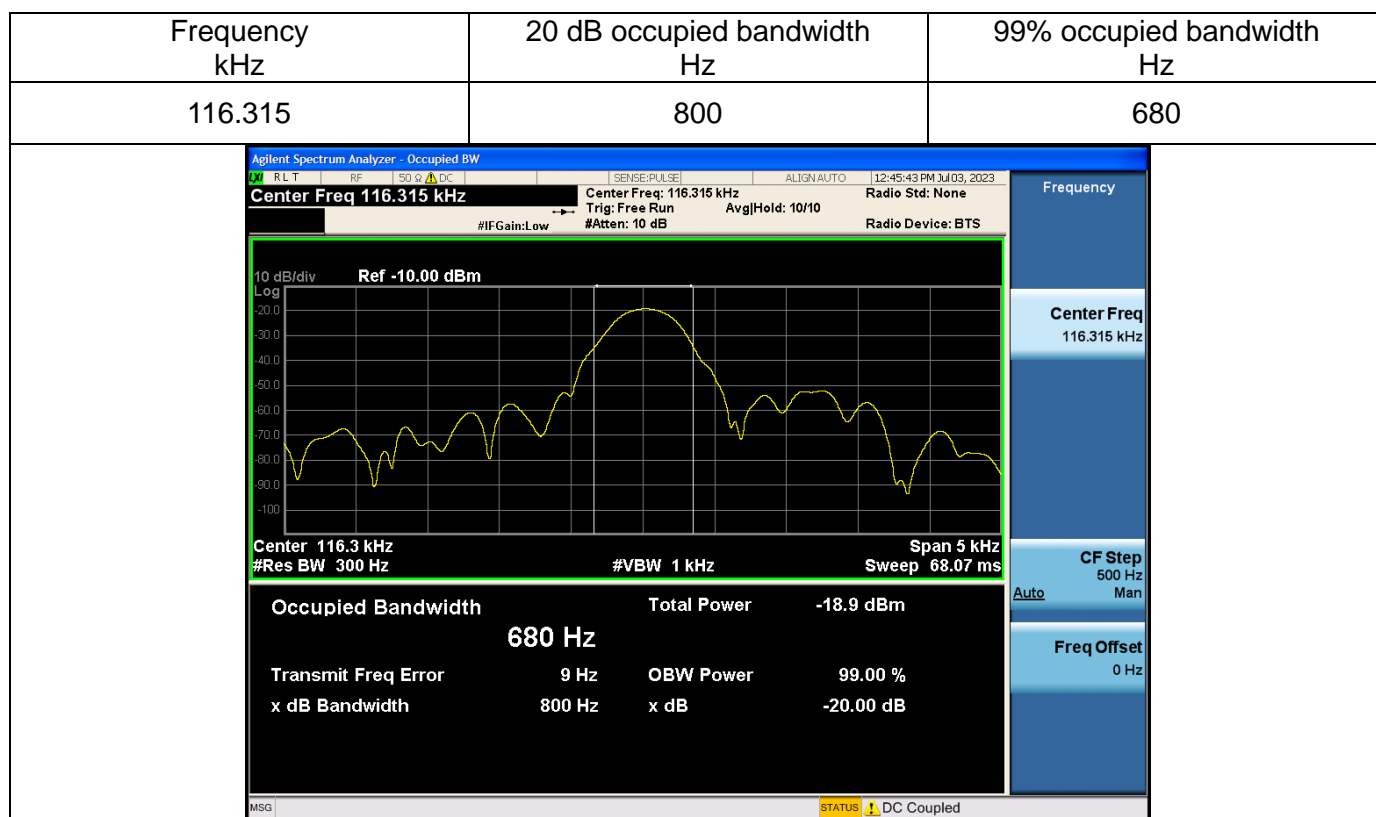 Frequency
kHz
20 dB occupied bandwidth
Hz
99% occupied bandwidth
Hz
116.315
800
680
Agilent Spectrum Analyzer - Occupied BW
LXI RL T RF 50 Ω DC SENSE:PULSE ALIGN AUTO 12:45:43 PM Jul 03, 2023
Center Freq 116.315 kHz
Center Freq: 116.315 kHz
Radio Std: None
Trig: Free Run Avg|Hold: 10/10
#IFGain:Low
#Atten: 10 dB
Radio Device: BTS
10 dB/div Ref -10.00 dBm
Log
-20.0
-30.0
-40.0
-50.0
-60.0
-70.0
-80.0
-90.0
-100
Center 116.3 kHz Span 5 kHz
#Res BW 300 Hz #VBW 1 kHz Sweep 68.07 ms
Occupied Bandwidth Total Power -18.9 dBm
680 Hz
Transmit Freq Error 9 Hz OBW Power 99.00 %
x dB Bandwidth 800 Hz x dB -20.00 dB
Frequency
Center Freq
116.315 kHz
CF Step
500 Hz
Auto Man
Freq Offset
0 Hz
MSG STATUS DC Coupled